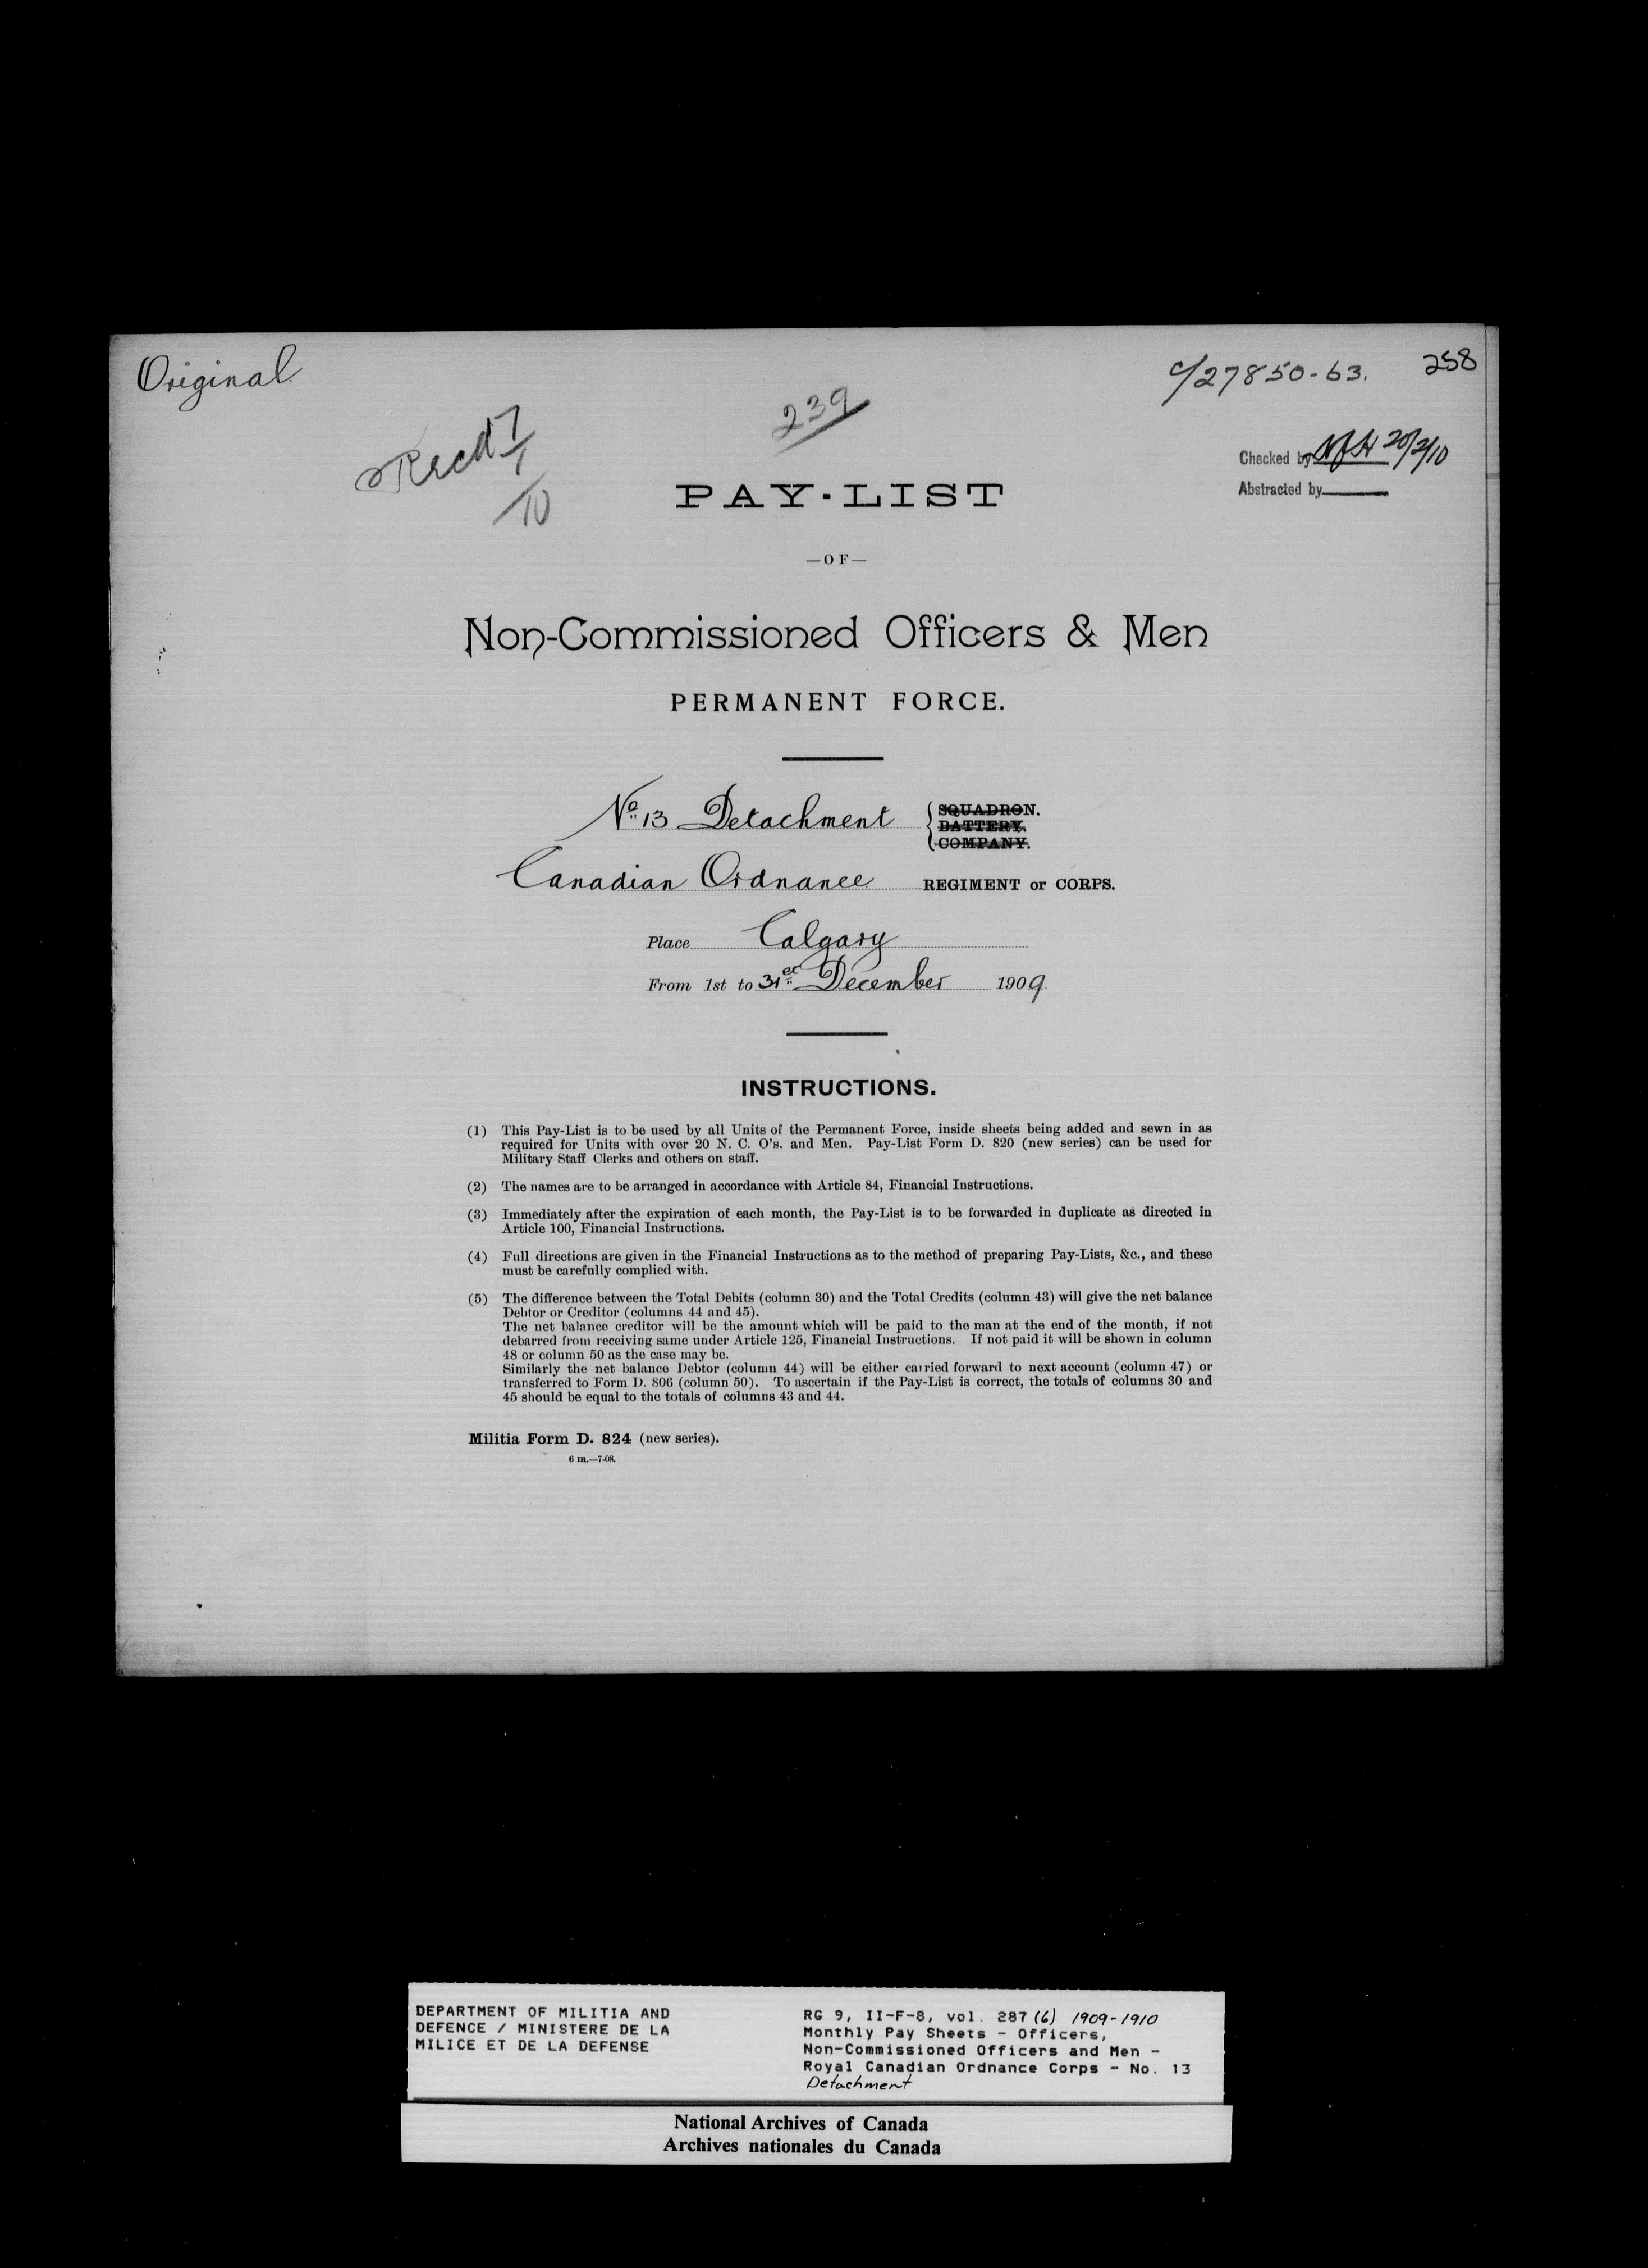 Original
c/27850-63.
258
239
Recd 7/1/10
Checked by 20/2/10
Abstracted by
PAY-LIST
—OF—
Non-Commissioned Officers & Men
PERMANENT FORCE.
No. 13 Detachment
SQUADRON.
BATTERY.
COMPANY.
Canadian Ordnance REGIMENT or CORPS.
Place Calgary
From 1st to 31st December 1909
INSTRUCTIONS.
(1) This Pay-List is to be used by all Units of the Permanent Force, inside sheets being added and sewn in as
required for Units with over 20 N. C. O's. and Men. Pay-List Form D. 820 (new series) can be used for
Military Staff Clerks and others on staff.
(2) The names are to be arranged in accordance with Article 84, Financial Instructions.
(3) Immediately after the expiration of each month, the Pay-List is to be forwarded in duplicate as directed in
Article 100, Financial Instructions.
(4) Full directions are given in the Financial Instructions as to the method of preparing Pay-Lists, &c., and these
must be carefully complied with.
(5) The difference between the Total Debits (column 30) and the Total Credits (column 43) will give the net balance
Debtor or Creditor (columns 44 and 45).
The net balance creditor will be the amount which will be paid to the man at the end of the month, if not
debarred from receiving same under Article 125, Financial Instructions. If not paid it will be shown in column
48 or column 50 as the case may be.
Similarly the net balance Debtor (column 44) will be either carried forward to next account (column 47) or
transferred to Form D. 806 (column 50). To ascertain if the Pay-List is correct, the totals of columns 30 and
45 should be equal to the totals of columns 43 and 44.
Militia Form D. 824 (new series).
6 m.—7-08.
DEPARTMENT OF MILITIA AND
DEFENCE / MINISTERE DE LA
MILICE ET DE LA DEFENSE
RG 9, II-F-8, vol. 287 (6) 1909-1910
Monthly Pay Sheets - Officers,
Non-Commissioned Officers and Men -
Royal Canadian Ordnance Corps - No. 13
Detachment
National Archives of Canada
Archives nationales du Canada